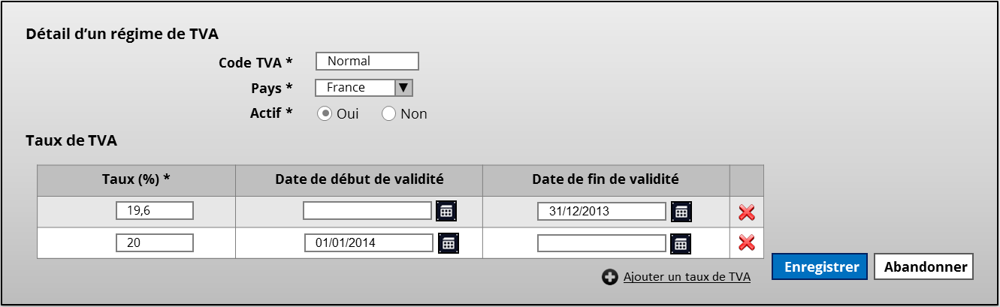 Détail d’un régime de TVA
Code TVA * Normal
Pays * France
Actif * Oui Non
Taux de TVA
Taux (%) * Date de début de validité Date de fin de validité
19,6 31/12/2013
20 01/01/2014
Ajouter un taux de TVA Enregistrer Abandonner